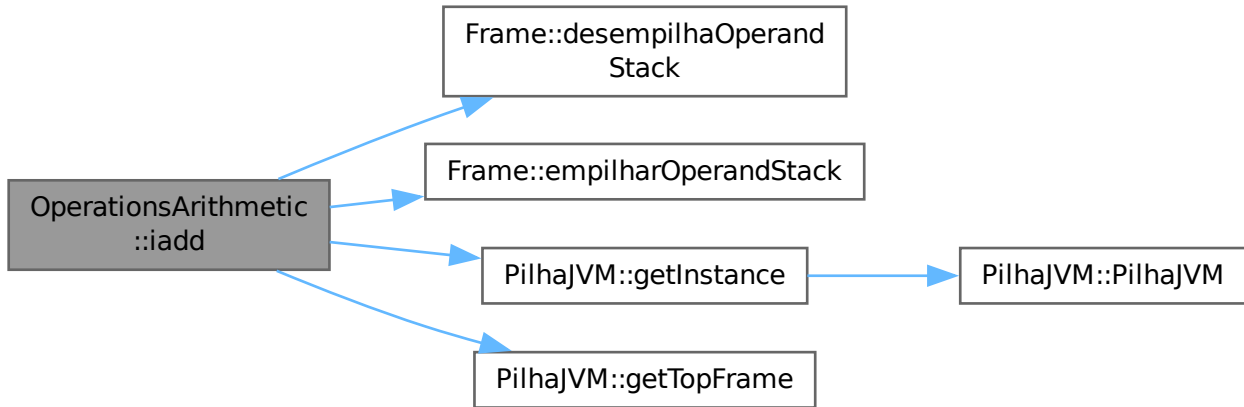 Frame::desempilhaOperand
Stack
Frame::empilharOperandStack
OperationsArithmetic
::iadd
PilhaJVM::getInstance
PilhaJVM::PilhaJVM
PilhaJVM::getTopFrame